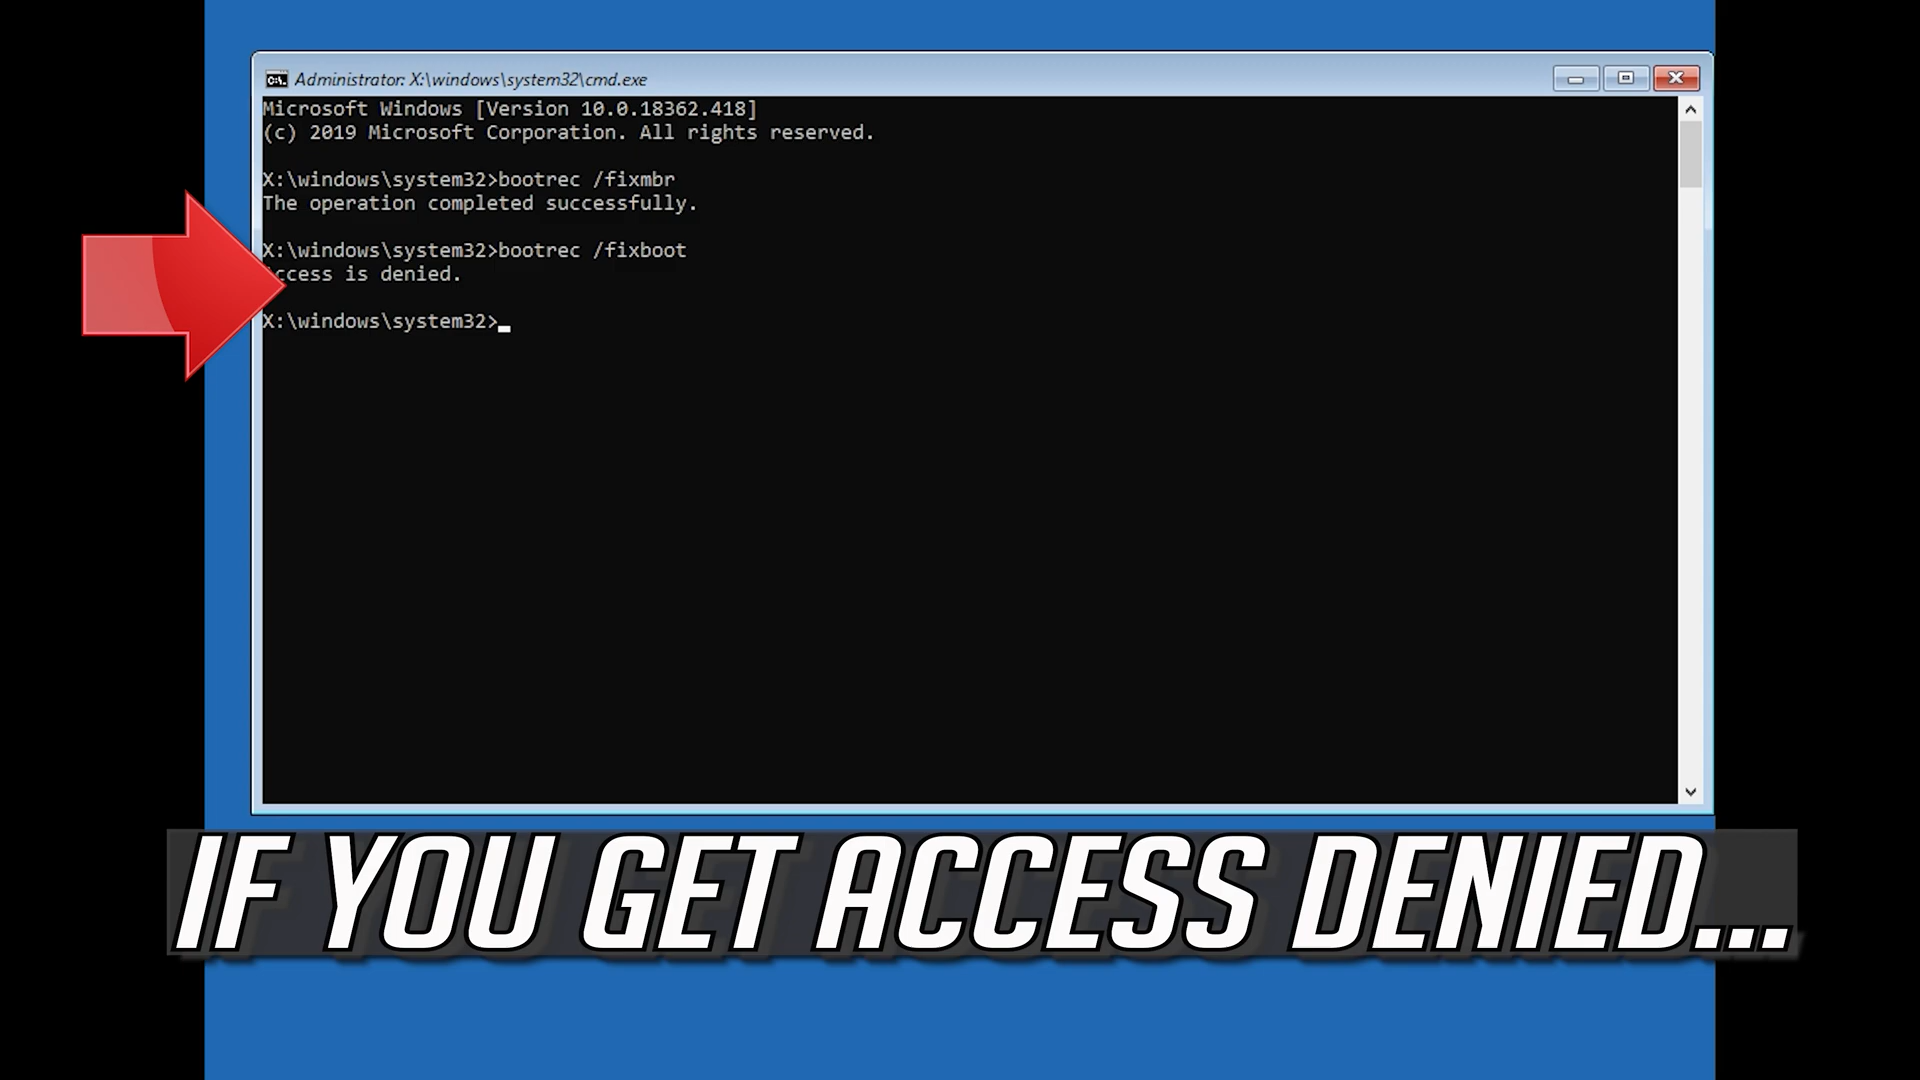 Administrator: X:\windows\system32\cmd.exe
Microsoft Windows [Version 10.0.18362.418]
(c) 2019 Microsoft Corporation. All rights reserved.
X:\windows\system32>bootrec /fixmbr
The operation completed successfully.
X:\windows\system32>bootrec /fixboot
Access is denied.
X:\windows\system32>
IF YOU GET ACCESS DENIED...